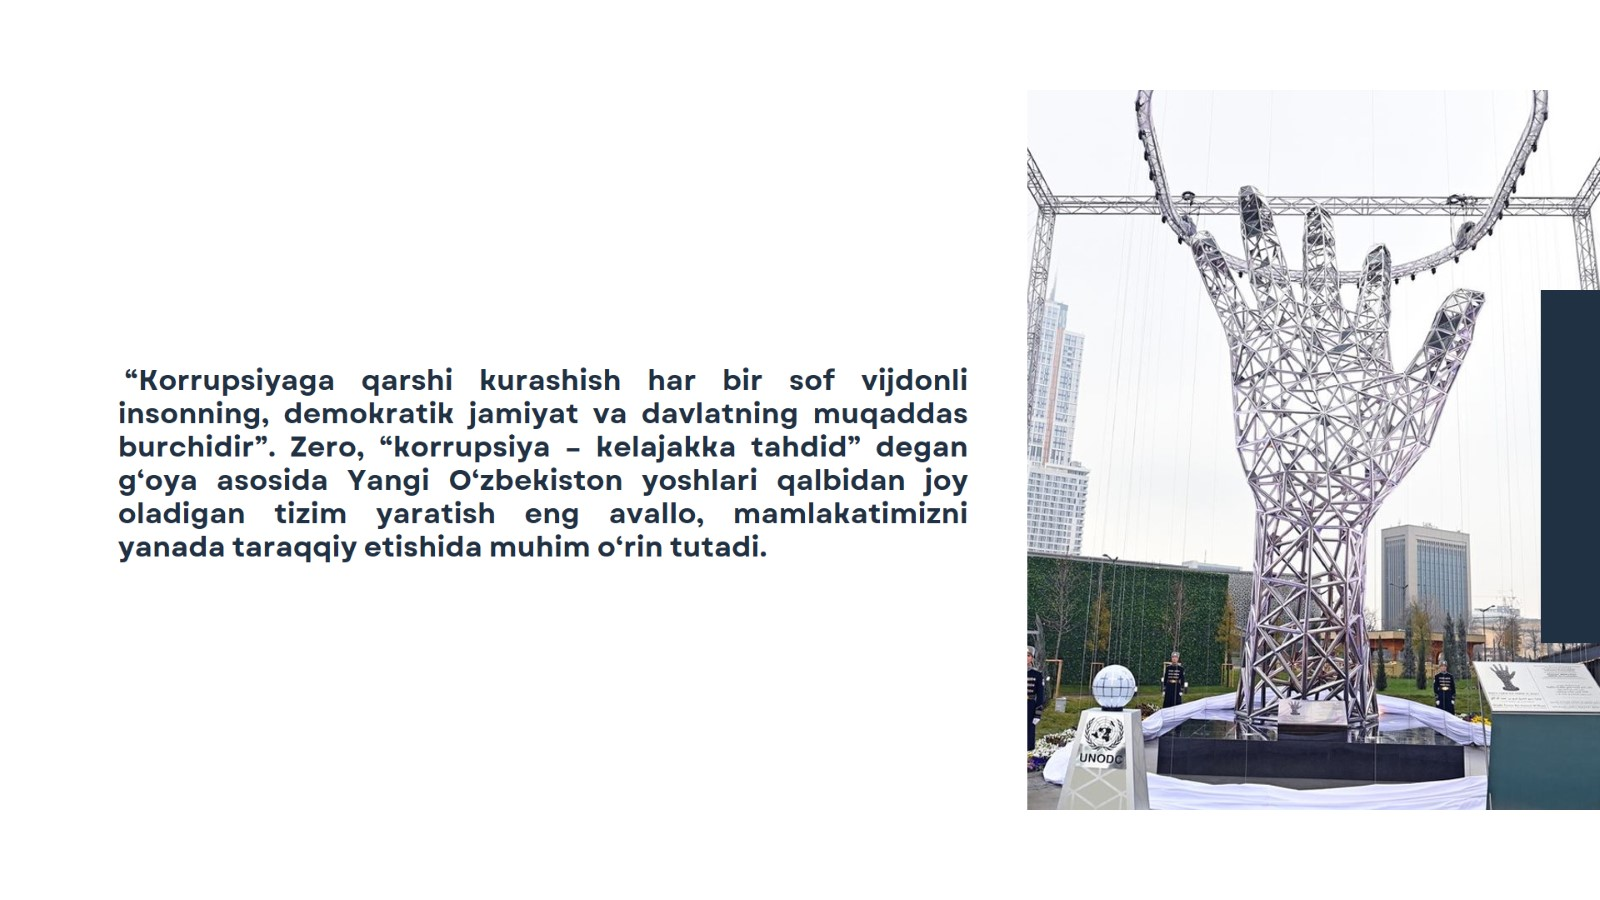 “Korrupsiyaga qarshi kurashish har bir sof vijdonli
insonning, demokratik jamiyat va davlatning muqaddas
burchidir”. Zero, “korrupsiya – kelajakka tahdid” degan
g‘oya asosida Yangi O‘zbekiston yoshlari qalbidan joy
oladigan tizim yaratish eng avallo, mamlakatimizni
yanada taraqqiy etishida muhim o‘rin tutadi.
UNODC